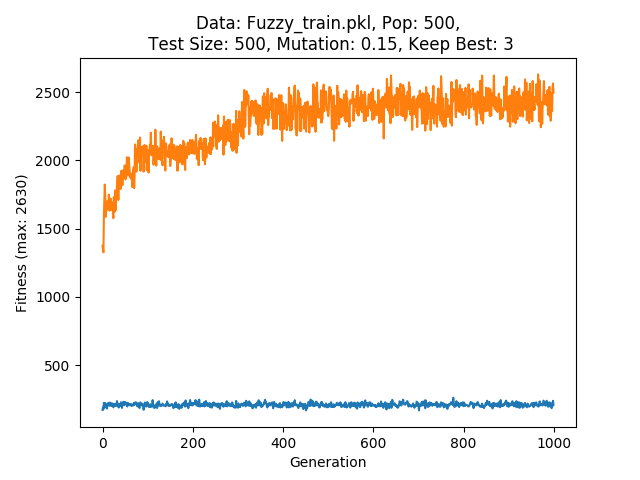 Data: Fuzzy_train.pkl, Pop: 500,
Test Size: 500, Mutation: 0.15, Keep Best: 3
Fitness (max: 2630)
2500
2000
1500
1000
500
0 200 400 600 800 1000
Generation